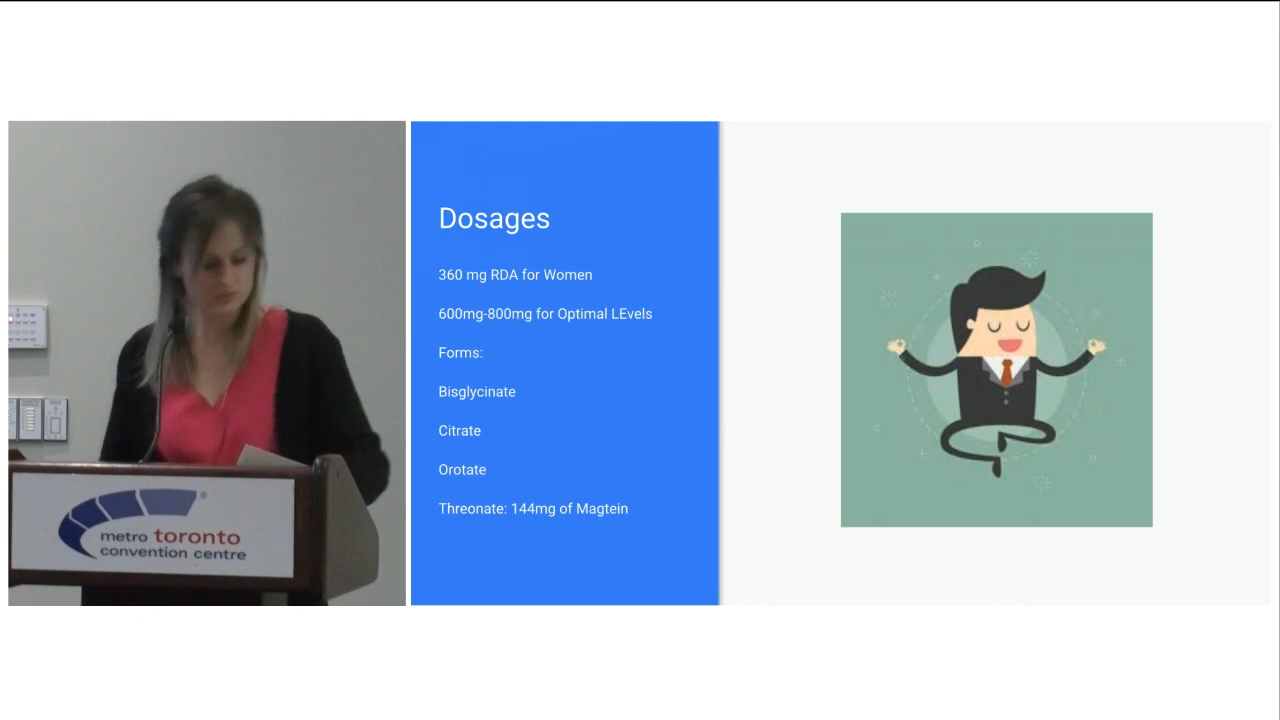 Dosages
360 mg RDA for Women
600mg-800mg for Optimal LEvels
Forms:
Bisglycinate
Citrate
Orotate
Threonate: 144mg of Magtein
metro toronto
convention centre